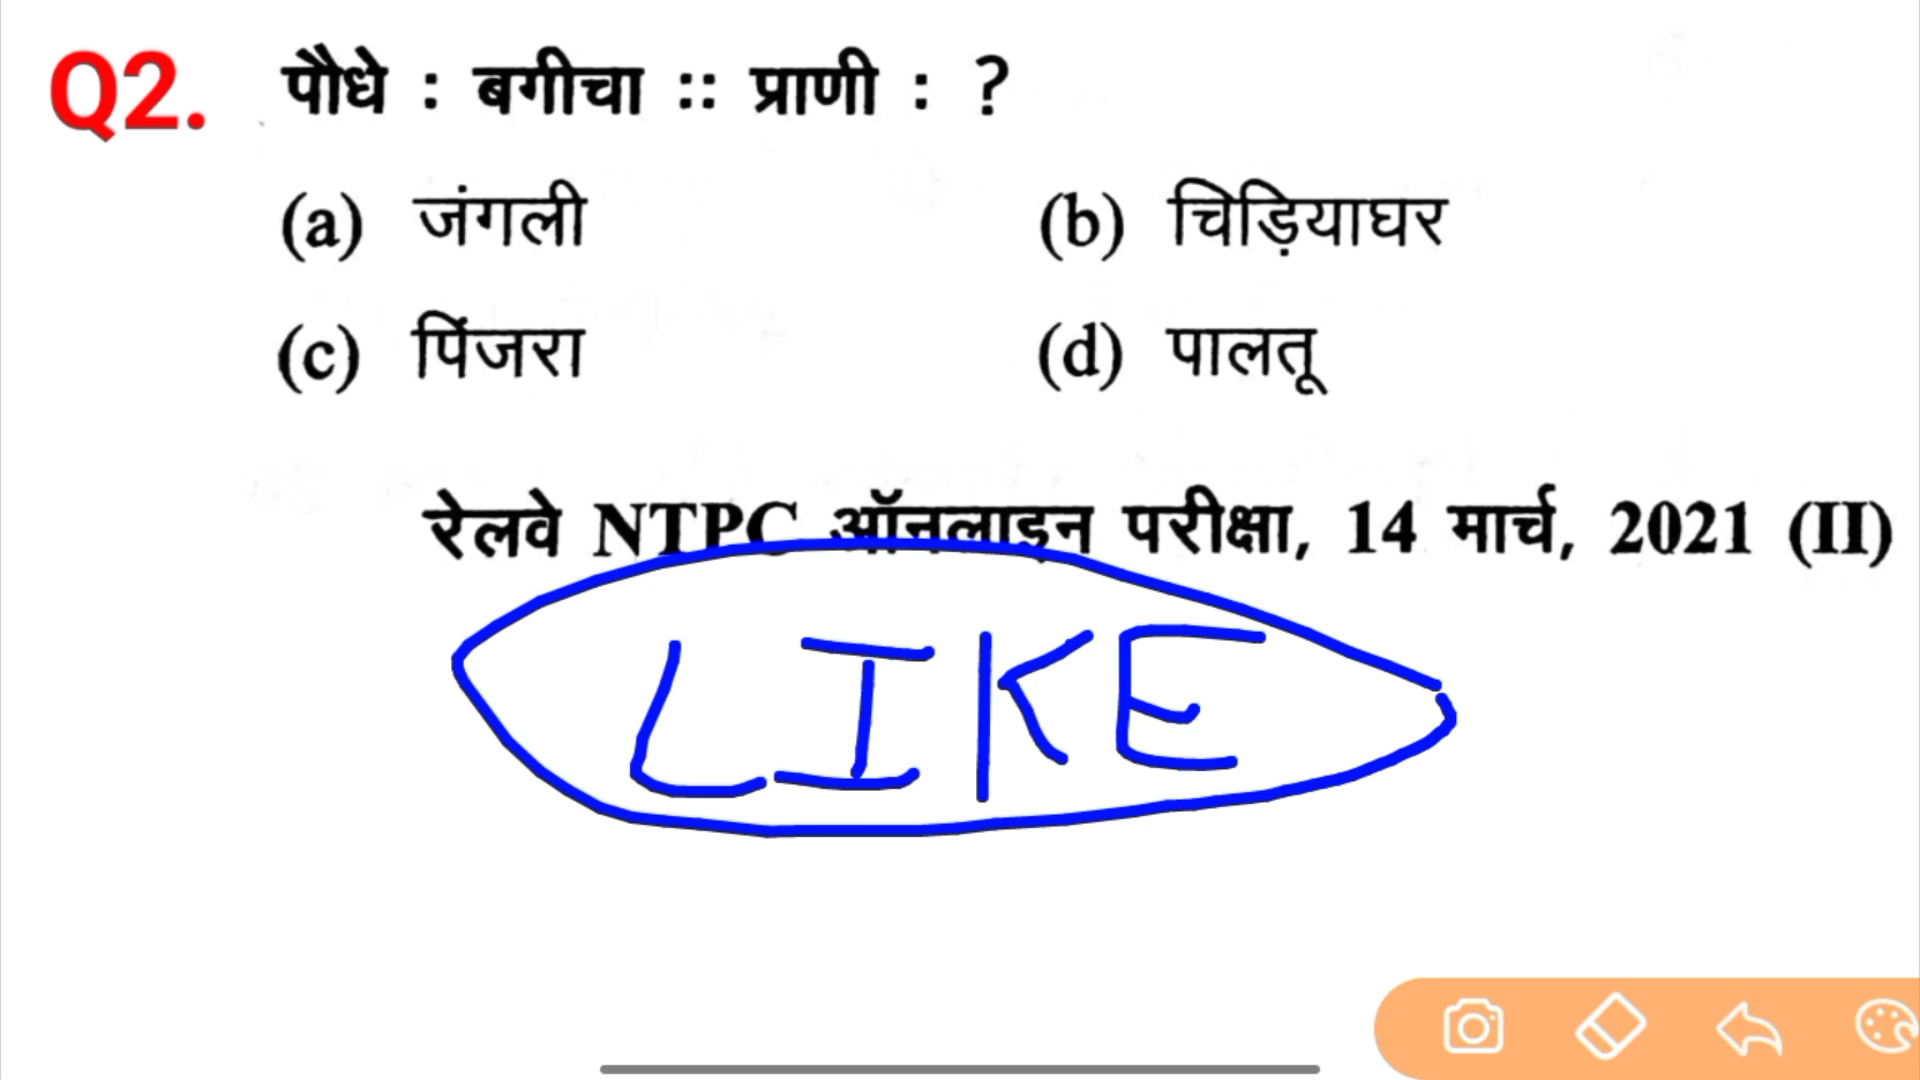 Q2. पौधे : बगीचा :: प्राणी : ?
(a) जंगली (b) चिड़ियाघर
(c) पिंजरा (d) पालतू
रेलवे NTPC ऑनलाइन परीक्षा, 14 मार्च, 2021 (II)
LIKE